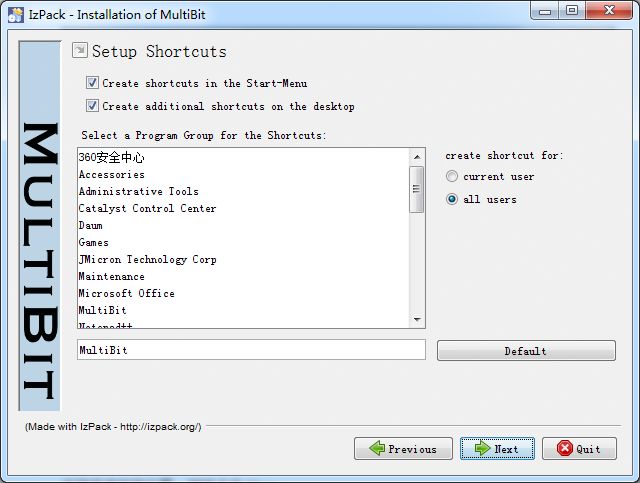 IzPack - Installation of MultiBit
MULTIBIT
Setup Shortcuts
Create shortcuts in the Start-Menu
Create additional shortcuts on the desktop
Select a Program Group for the Shortcuts:
360安全中心
Accessories
Administrative Tools
Catalyst Control Center
Daum
Games
JMicron Technology Corp
Maintenance
Microsoft Office
MultiBit
Notepad++
create shortcut for:
current user
all users
MultiBit
Default
(Made with IzPack - http://izpack.org/)
Previous
Next
Quit